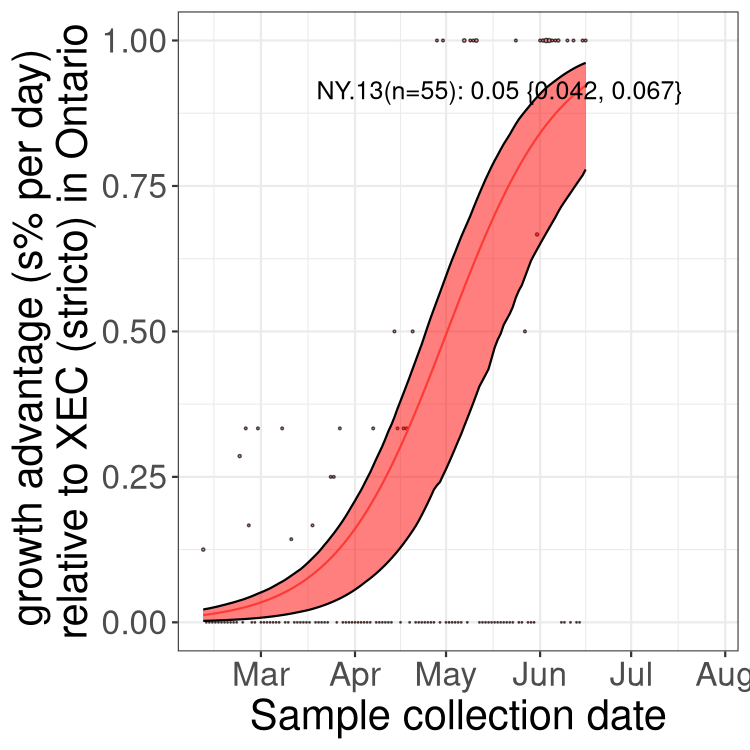 growth advantage (s% per day)
relative to XEC (stricto) in Ontario
1.00
0.75
0.50
0.25
0.00
NY.13(n=55): 0.05 {0.042, 0.067}
Mar Apr May Jun Jul Aug
Sample collection date